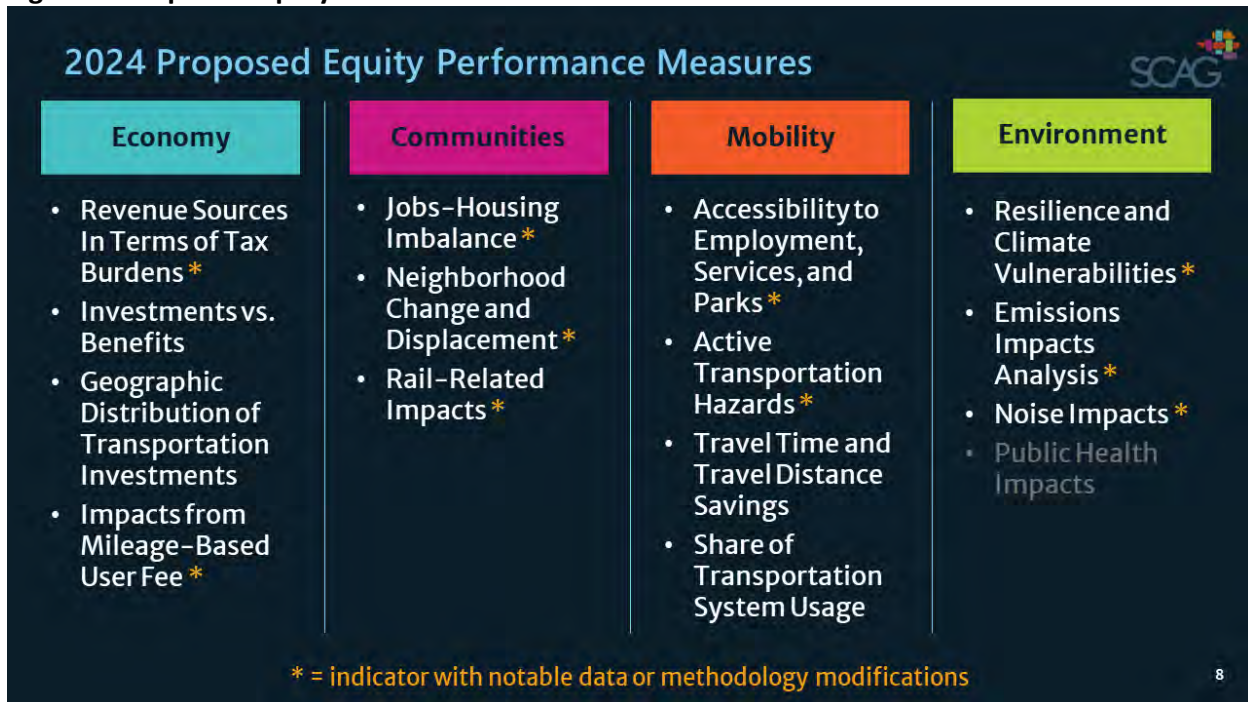 2024 Proposed Equity Performance Measures
SCAG
Economy
• Revenue Sources
In Terms of Tax
Burdens *
• Investments vs.
Benefits
• Geographic
Distribution of
Transportation
Investments
• Impacts from
Mileage-Based
User Fee *
Communities
• Jobs-Housing
Imbalance *
• Neighborhood
Change and
Displacement *
• Rail-Related
Impacts *
Mobility
• Accessibility to
Employment,
Services, and
Parks *
• Active
Transportation
Hazards *
• Travel Time and
Travel Distance
Savings
• Share of
Transportation
System Usage
Environment
• Resilience and
Climate
Vulnerabilities *
• Emissions
Impacts
Analysis *
• Noise Impacts *
• Public Health
Impacts
* = indicator with notable data or methodology modifications
8